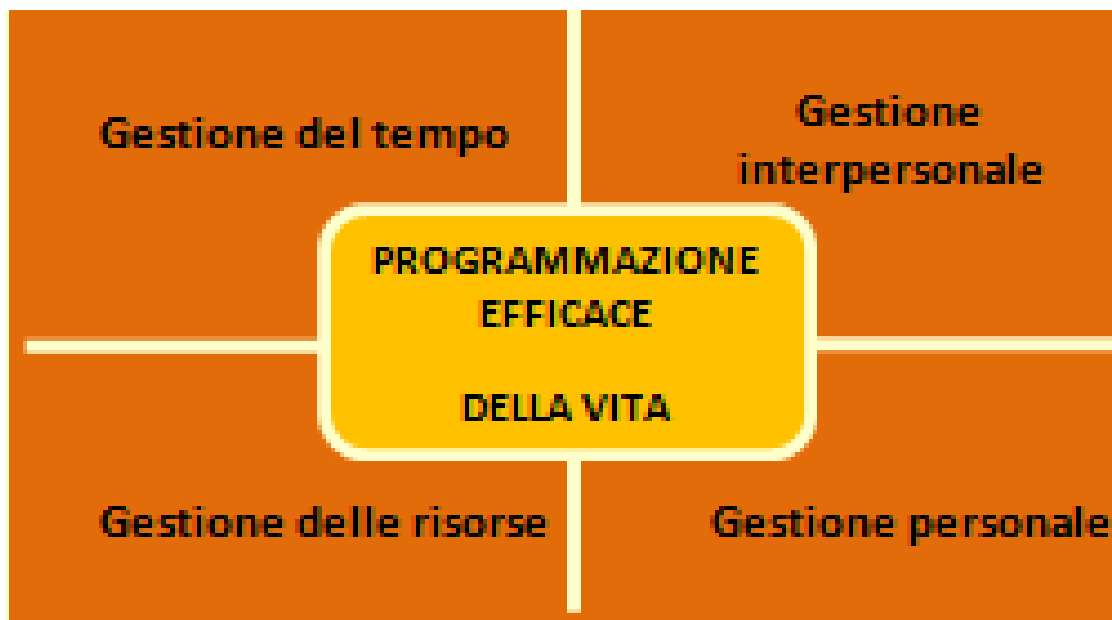 Gestione del tempo
Gestione
interpersonale
PROGRAMMAZIONE
EFFICACE
DELLA VITA
Gestione delle risorse
Gestione personale